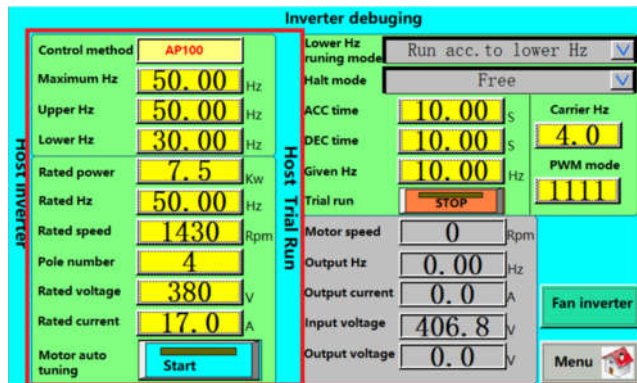 Inverter debuging
Host inverter
Control method AP100
Maximum Hz 50.00 Hz
Upper Hz 50.00 Hz
Lower Hz 30.00 Hz
Rated power 7.5 Kw
Rated Hz 50.00 Hz
Rated speed 1430 Rpm
Pole number 4
Rated voltage 380 V
Rated current 17.0 A
Motor auto
tuning
Start
Host Trial Run
Lower Hz
runing mode
Run acc. to lower Hz
Halt mode Free
ACC time 10.00 S
DEC time 10.00 S
Given Hz 10.00 Hz
Trial run STOP
Carrier Hz
4.0
PWM mode
1111
Motor speed 0 Rpm
Output Hz 0.00 Hz
Output current 0.0 A
Input voltage 406.8 V
Output voltage 0.0 V
Fan inverter
Menu